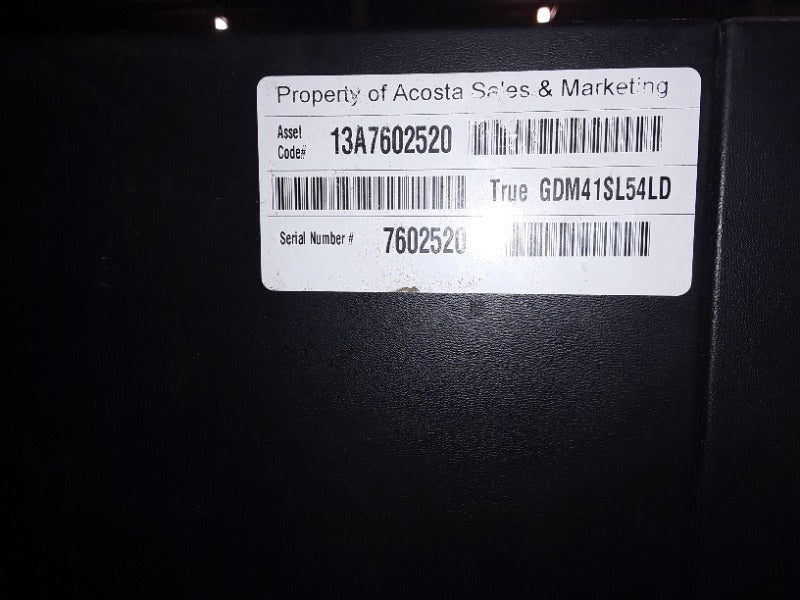 Property of Acosta Sales & Marketing
Asset Code# 13A7602520
True GDM41SL54LD
Serial Number # 7602520